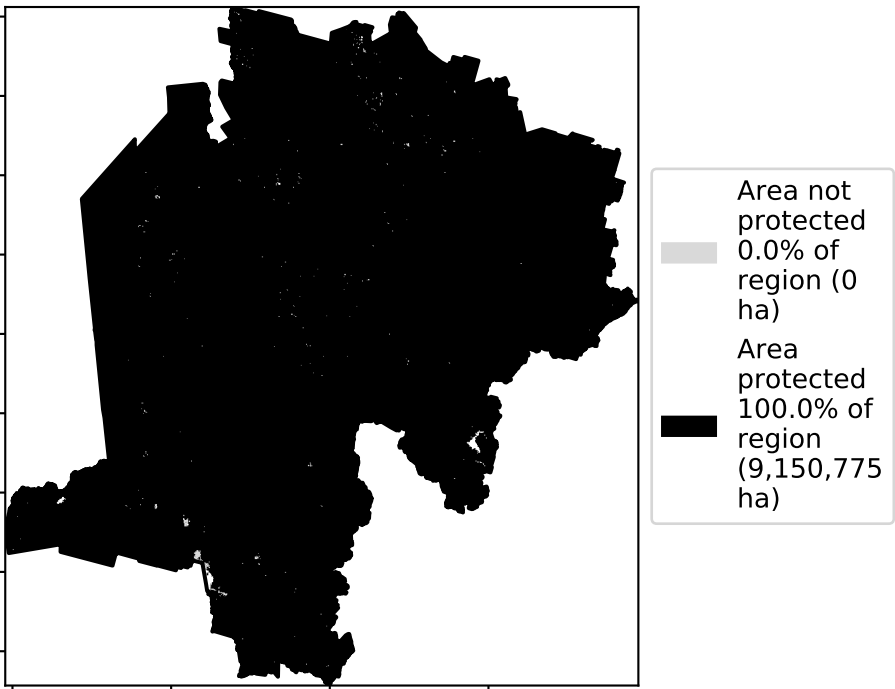 Area not
protected
0.0% of
region (0
ha)
Area
protected
100.0% of
region
(9,150,775
ha)